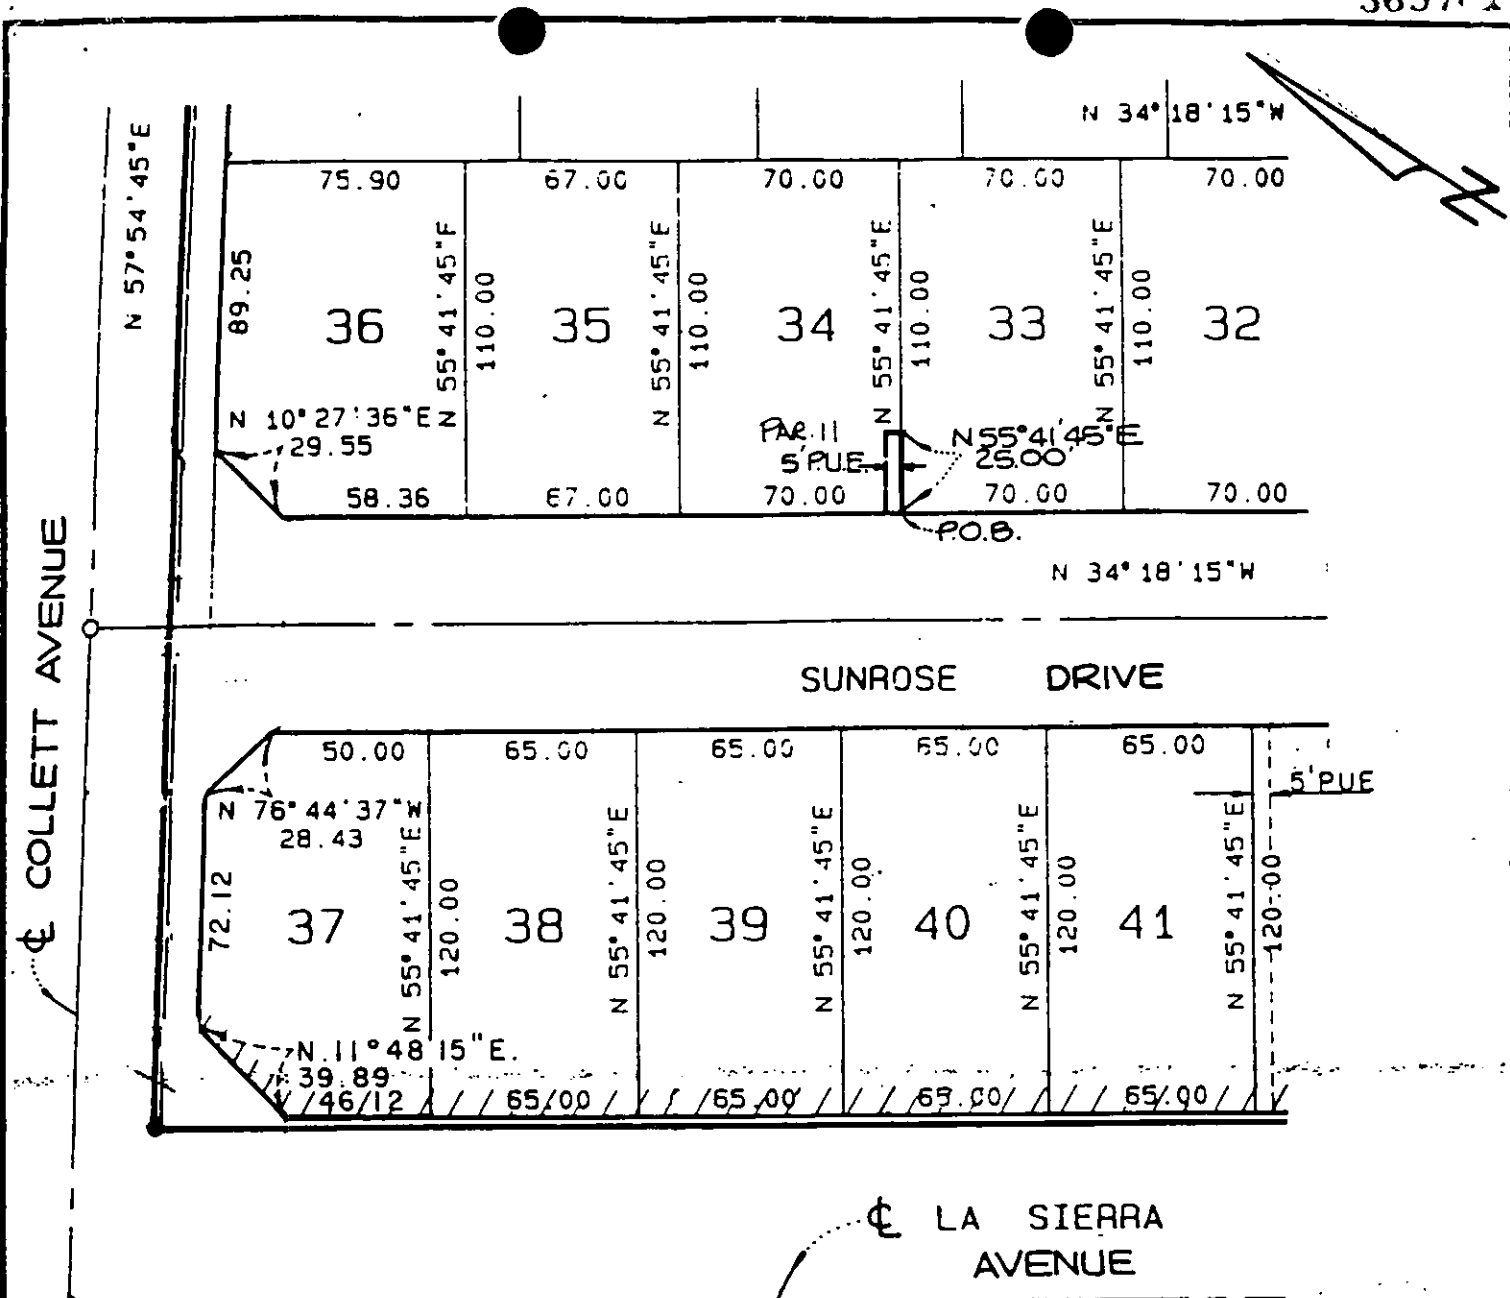 N 34°18'15"W
N 57°54'45"E
75.90 67.00 70.00 70.00 70.00
89.25
36
N 55°41'45"F
110.00
35
N 55°41'45"E
110.00
34
N 55°41'45"E
110.00
33
N 55°41'45"E
110.00
32
N 10°27'36"E
29.55
PAR. 11
5' P.U.E.
N 55°41'45"E
25.00'
58.36 67.00 70.00 70.00 70.00
P.O.B.
N 34°18'15"W
℄ COLLETT AVENUE
SUNROSE DRIVE
50.00 65.00 65.00 65.00 65.00
5' PUE
N 76°44'37"W
28.43
72.12
37
N 55°41'45"E
120.00
38
N 55°41'45"E
120.00
39
N 55°41'45"E
120.00
40
N 55°41'45"E
120.00
41
N 55°41'45"E
120.00
N. 11°48'15"E.
39.89
46.12 65.00 65.00 65.00 65.00
℄ LA SIERRA
AVENUE
N